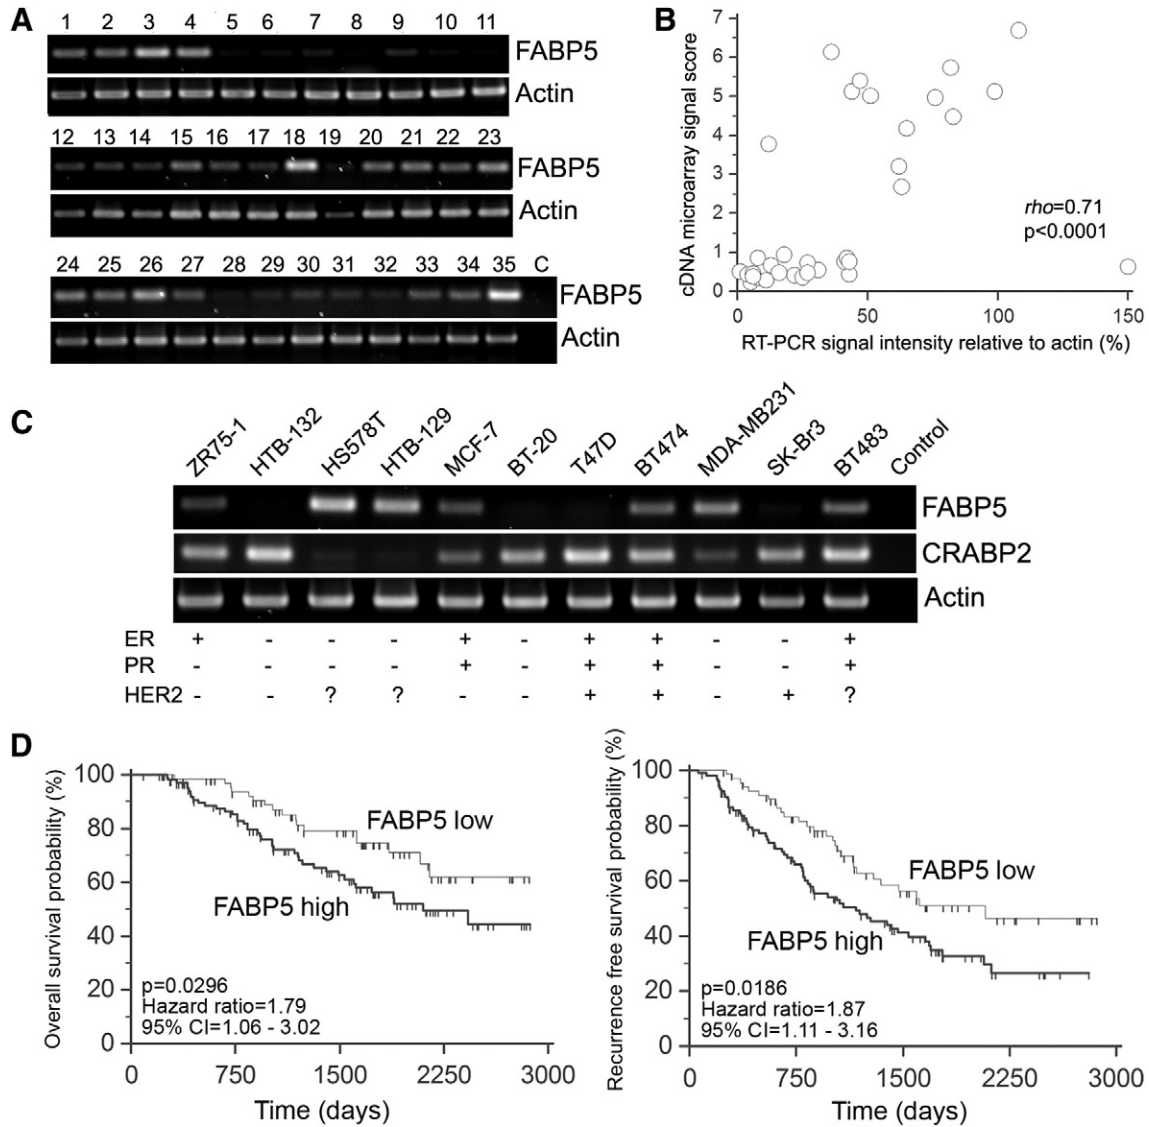 A
1 2 3 4 5 6 7 8 9 10 11
FABP5
Actin
12 13 14 15 16 17 18 19 20 21 22 23
FABP5
Actin
24 25 26 27 28 29 30 31 32 33 34 35 C
FABP5
Actin
B
cDNA microarray signal score
7
6
5
4
3
2
1
0
rho=0.71
p<0.0001
0 50 100 150
RT-PCR signal intensity relative to actin (%)
C
ZR75-1 HTB-132 HS578T HTB-129 MCF-7 BT-20 T47D BT474 MDA-MB231 SK-Br3 BT483 Control
FABP5
CRABP2
Actin
ER + - - - + - + + - - +
PR - - - - + - + + - - +
HER2 - - ? ? - - + + - + ?
D
Overall survival probability (%)
100
80
60
40
20
0
FABP5 low
FABP5 high
p=0.0296
Hazard ratio=1.79
95% CI=1.06 - 3.02
0 750 1500 2250 3000
Time (days)
Recurrence free survival probability (%)
100
80
60
40
20
0
FABP5 low
FABP5 high
p=0.0186
Hazard ratio=1.87
95% CI=1.11 - 3.16
0 750 1500 2250 3000
Time (days)